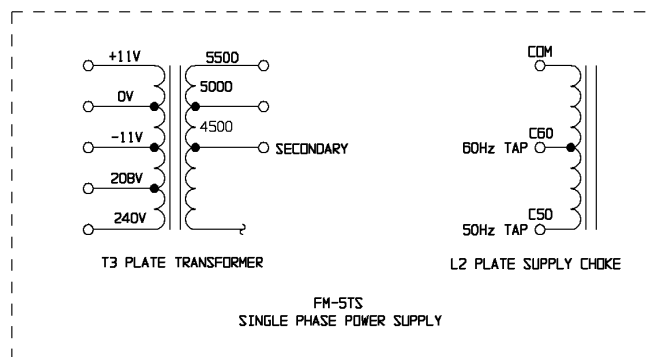 +11V
0V
-11V
208V
240V
5500
5000
4500
SECONDARY
T3 PLATE TRANSFORMER
COM
C60
60Hz TAP
C50
50Hz TAP
L2 PLATE SUPPLY CHOKE
FM-5TS
SINGLE PHASE POWER SUPPLY